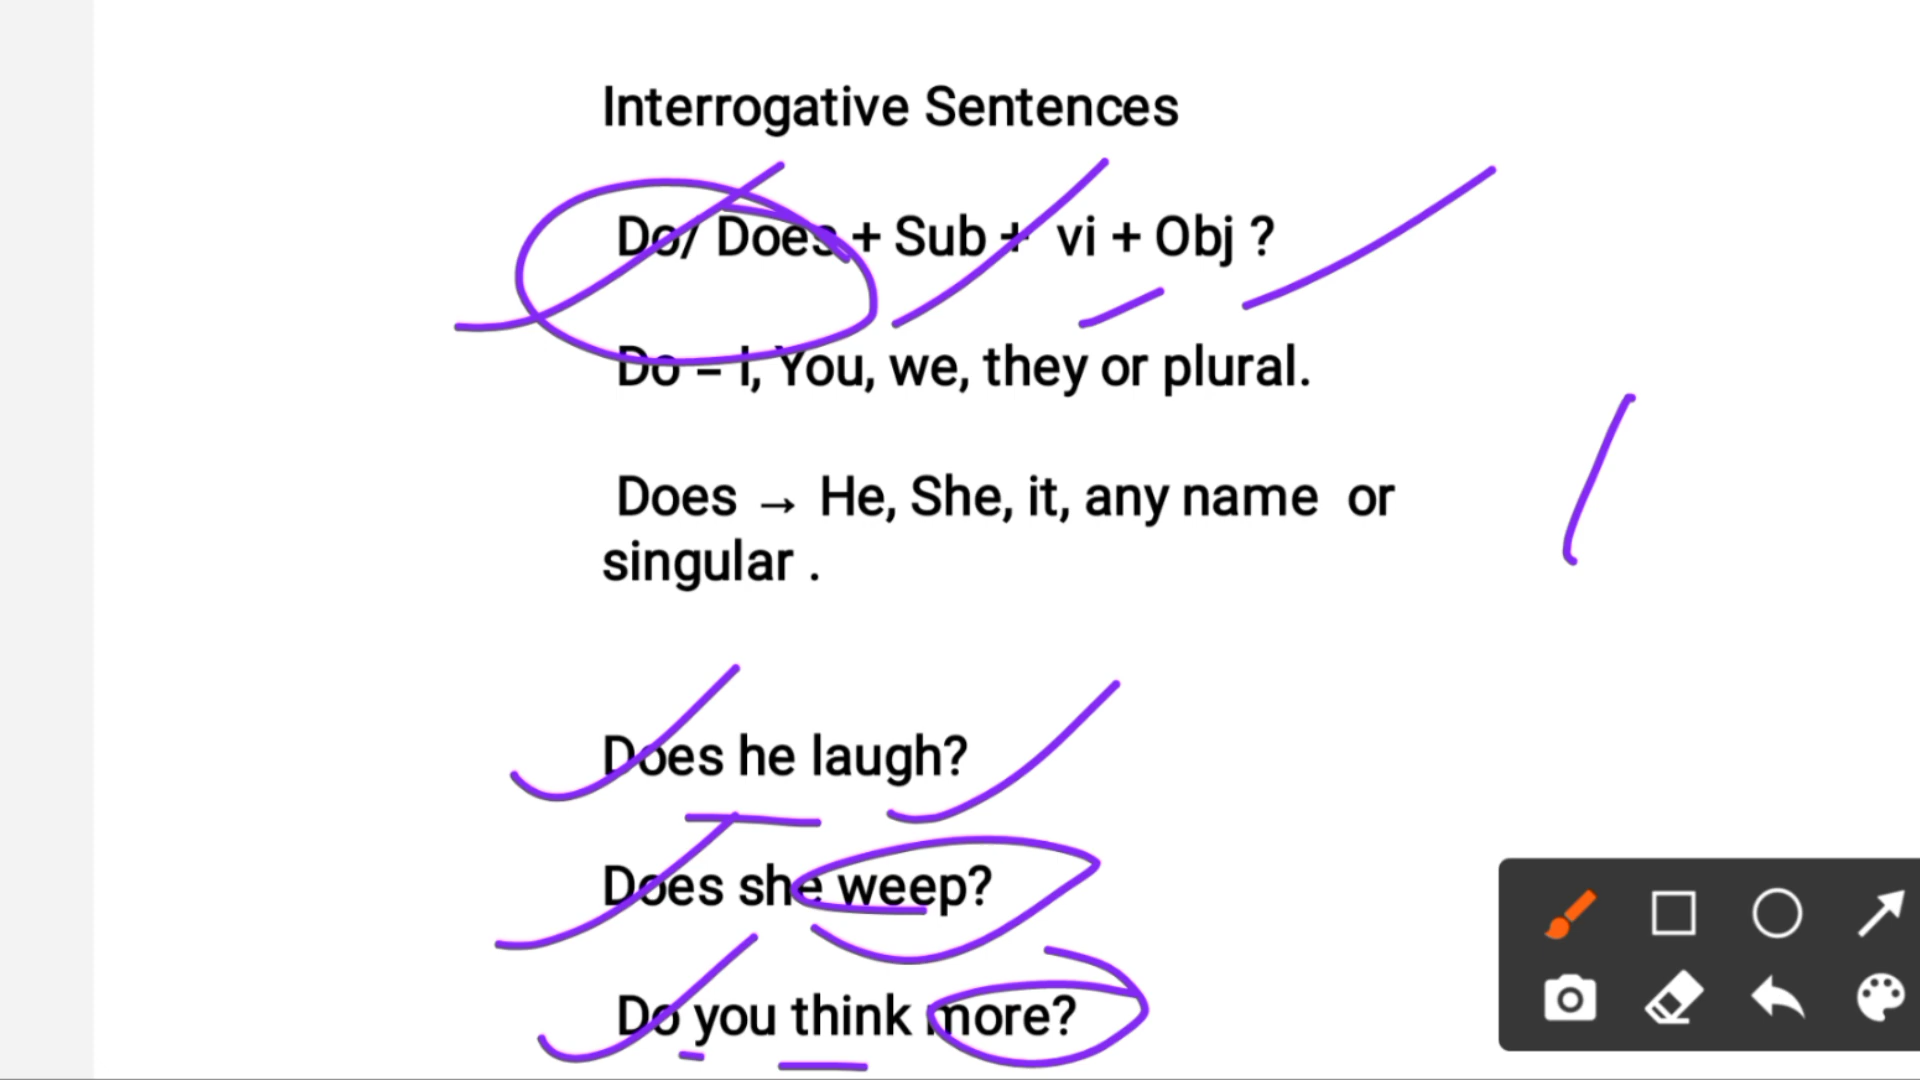 Interrogative Sentences
Do/ Does + Sub + vi + Obj ?
Do = I, You, we, they or plural.
Does → He, She, it, any name or
singular .
Does he laugh?
Does she weep?
Do you think more?